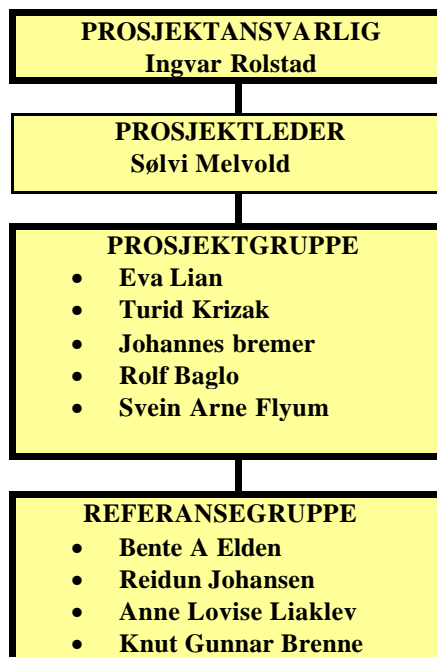 PROSJEKTANSVARLIG
Ingvar Rolstad
PROSJEKTLEDER
Sølvi Melvold
PROSJEKTGRUPPE
• Eva Lian
• Turid Krizak
• Johannes bremer
• Rolf Baglo
• Svein Arne Flyum
REFERANSEGRUPPE
• Bente A Elden
• Reidun Johansen
• Anne Lovise Liaklev
• Knut Gunnar Brenne